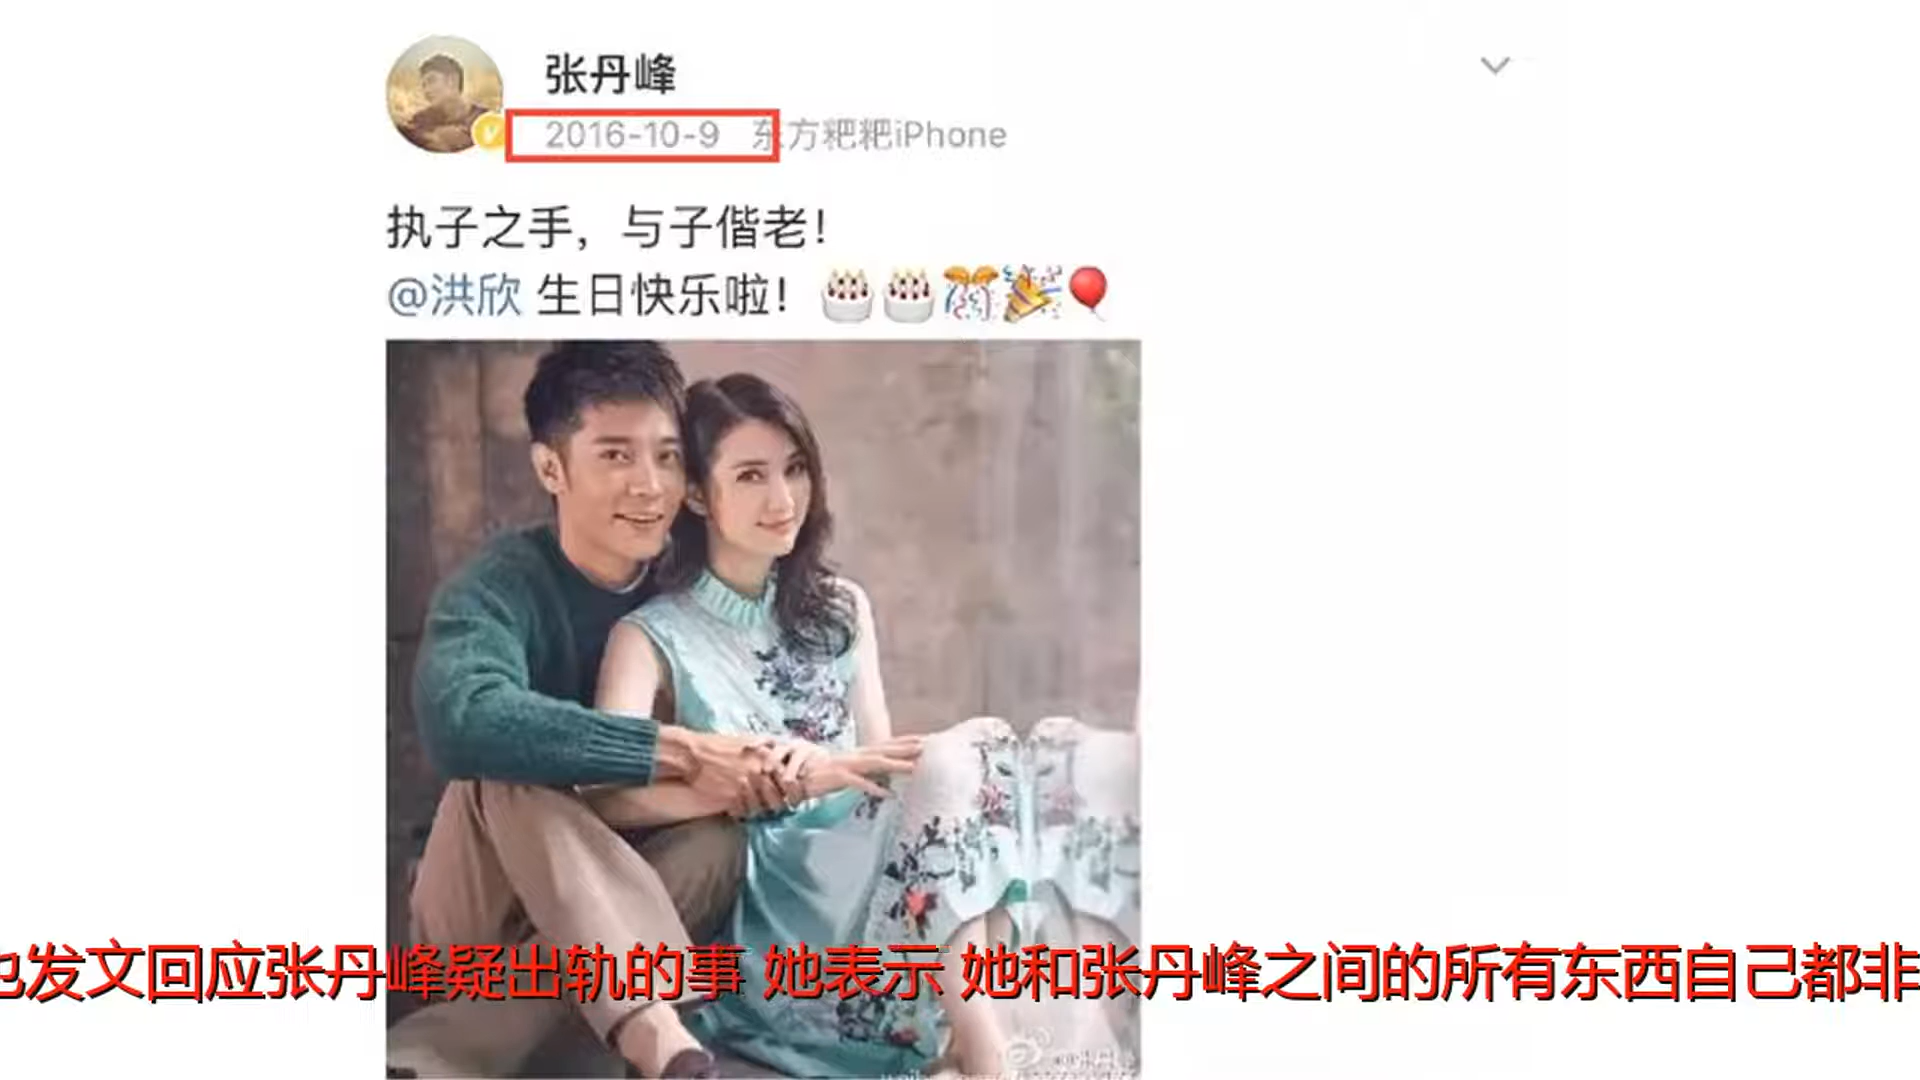 张丹峰
2016-10-9 东方粑粑iPhone
执子之手，与子偕老！
@洪欣 生日快乐啦！
也发文回应张丹峰疑出轨的事 她表示 她和张丹峰之间的所有东西自己都非